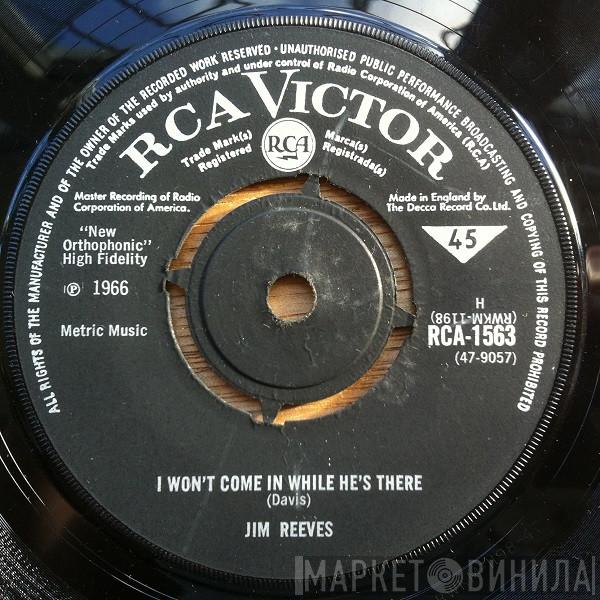 ALL RIGHTS OF THE MANUFACTURER AND OF THE OWNER OF THE RECORDED WORK RESERVED · UNAUTHORISED PUBLIC PERFORMANCE BROADCASTING AND COPYING OF THIS RECORD PROHIBITED
Trade Marks used by authority and under control of Radio Corporation of America (RCA)
RCA VICTOR
Trade Mark(s)
Registered
RCA
Marca(s)
Registrada(s)
Master Recording of Radio
Corporation of America.
Made in England by
The Decca Record Co. Ltd.
"New
Orthophonic"
High Fidelity
45
℗ 1966
H
(RWKM-1198)
Metric Music
RCA-1563
(47-9057)
I WON'T COME IN WHILE HE'S THERE
(Davis)
JIM REEVES
МАРКЕТ ВИНИЛА